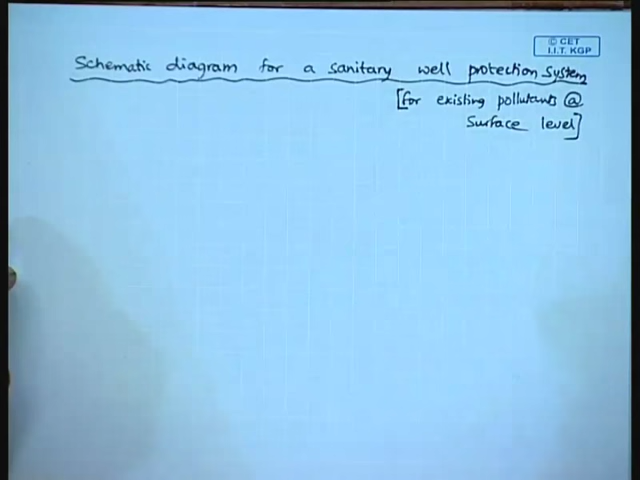 © CET
I.I.T. KGP
Schematic diagram for a sanitary well protection system
[for existing pollutants @
Surface level]